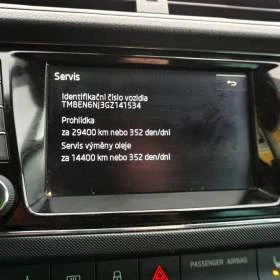 Servis
Identifikační číslo vozidla
TMBEN6NJ3GZ141534
Prohlídka
za 29400 km nebo 352 den/dní
Servis výměny oleje
za 14400 km nebo 352 den/dní
PASSENGER AIRBAG